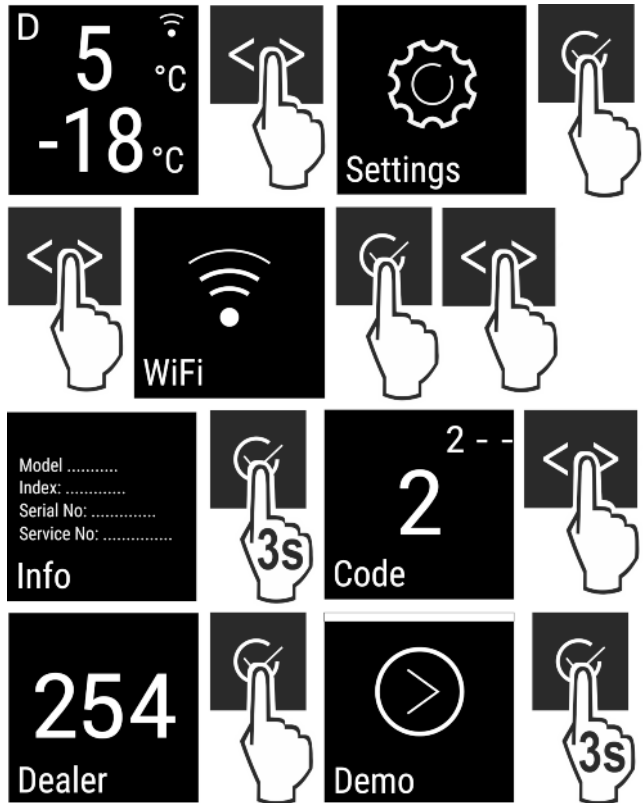 D
5 °C
-18 °C
Settings
WiFi
Model ...........
Index: .............
Serial No: ..............
Service No: ...............
Info
3s
2 - -
2
Code
254
Dealer
Demo
3s